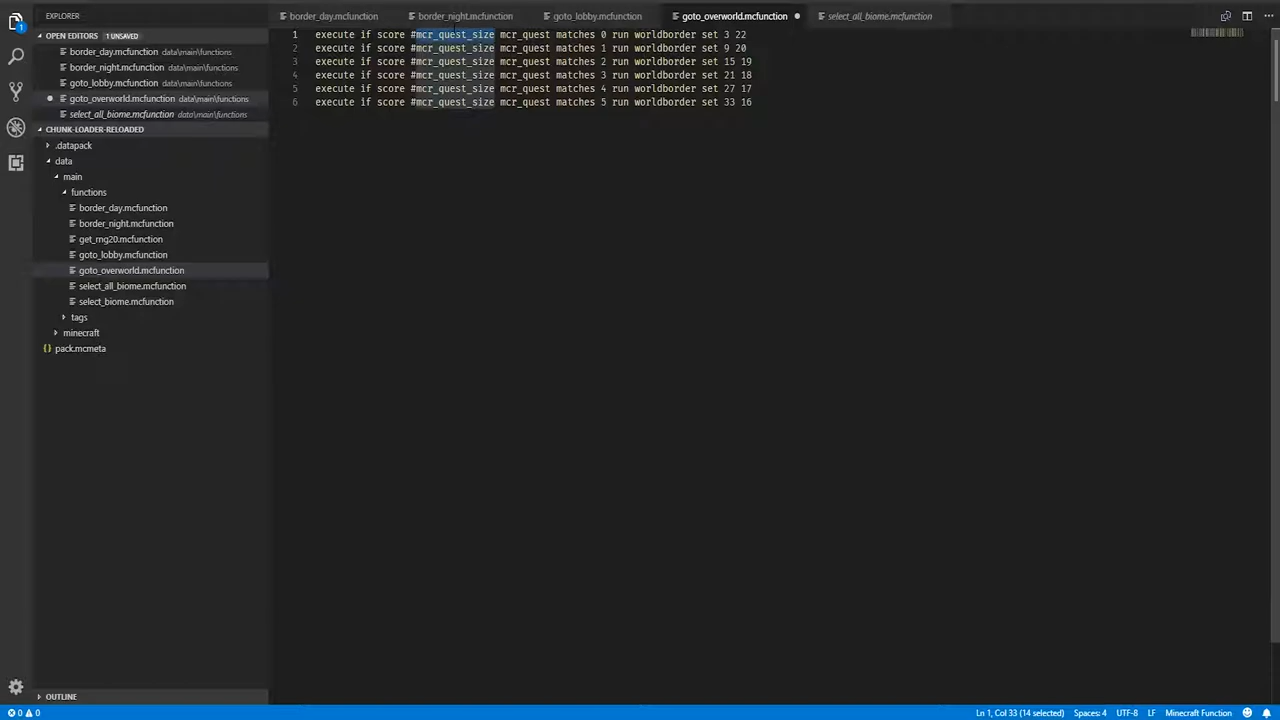 EXPLORER
OPEN EDITORS 1 UNSAVED
border_day.mcfunction data\main\functions
border_night.mcfunction data\main\functions
goto_lobby.mcfunction data\main\functions
goto_overworld.mcfunction data\main\functions
select_all_biome.mcfunction data\main\functions
CHUNK-LOADER-RELOADED
.datapack
data
main
functions
border_day.mcfunction
border_night.mcfunction
get_rng20.mcfunction
goto_lobby.mcfunction
goto_overworld.mcfunction
select_all_biome.mcfunction
select_biome.mcfunction
tags
minecraft
{} pack.mcmeta
OUTLINE
border_day.mcfunction border_night.mcfunction goto_lobby.mcfunction goto_overworld.mcfunction select_all_biome.mcfunction
1 execute if score #mcr_quest_size mcr_quest matches 0 run worldborder set 3 22
2 execute if score #mcr_quest_size mcr_quest matches 1 run worldborder set 9 20
3 execute if score #mcr_quest_size mcr_quest matches 2 run worldborder set 15 19
4 execute if score #mcr_quest_size mcr_quest matches 3 run worldborder set 21 18
5 execute if score #mcr_quest_size mcr_quest matches 4 run worldborder set 27 17
6 execute if score #mcr_quest_size mcr_quest matches 5 run worldborder set 33 16
0 0 Ln 1, Col 33 (14 selected) Spaces: 4 UTF-8 LF Minecraft Function